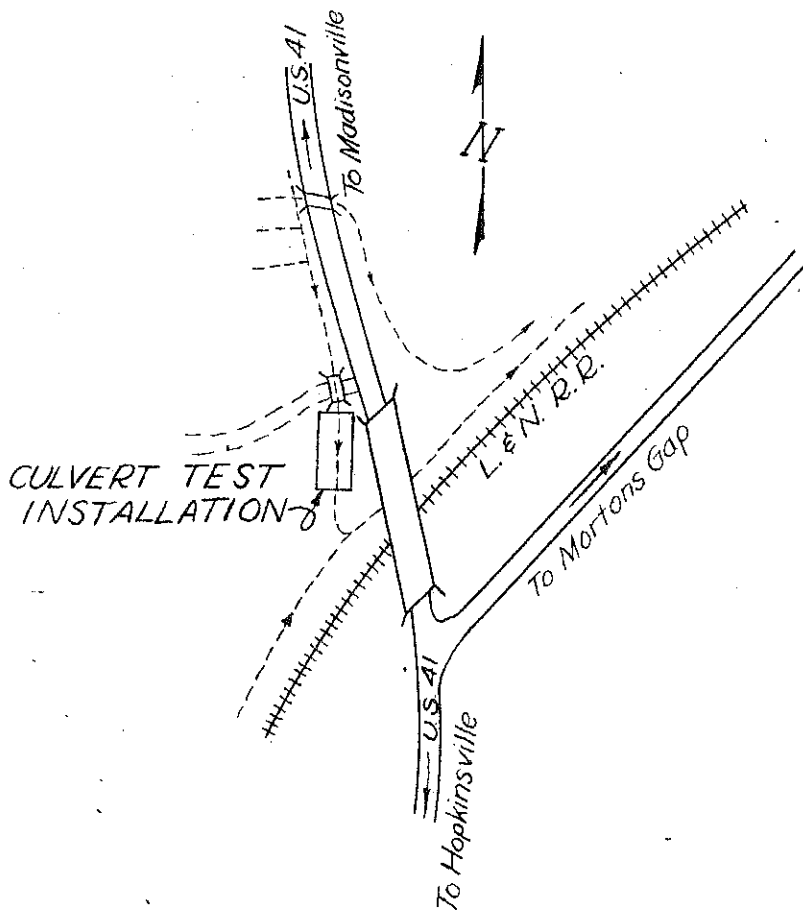 U.S. 41
To Madisonville
N
L. & N. R. R.
CULVERT TEST
INSTALLATION
To Mortons Gap
U.S. 41
To Hopkinsville